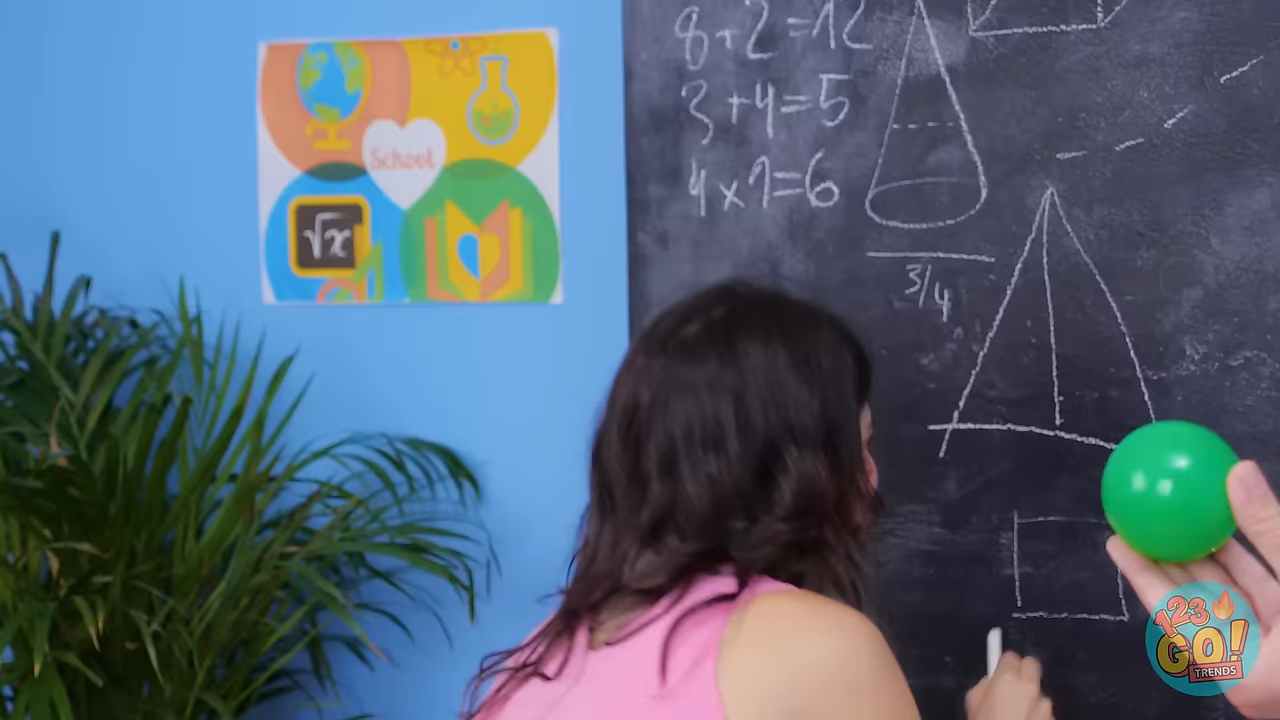 8+2=12
3+4=5
4x1=6
3/4
School
√x
123
GO!
TRENDS